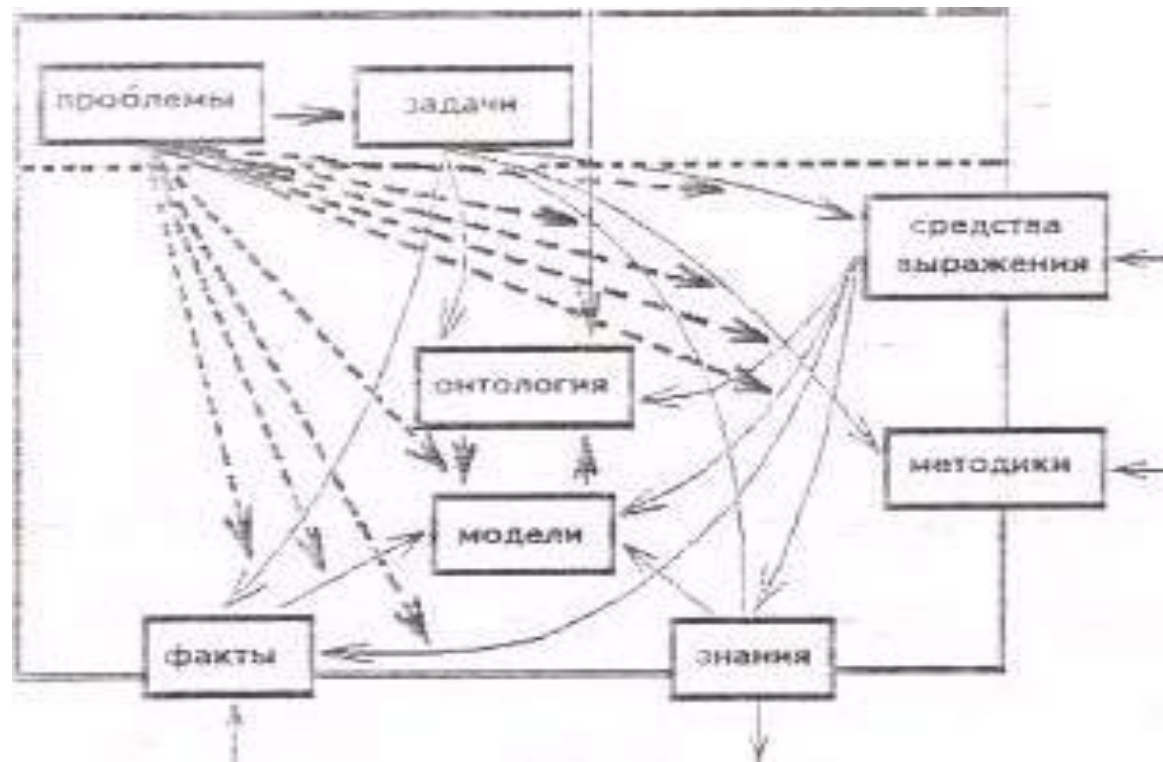 проблемы
задачи
средства
выражения
онтология
методики
модели
факты
знания